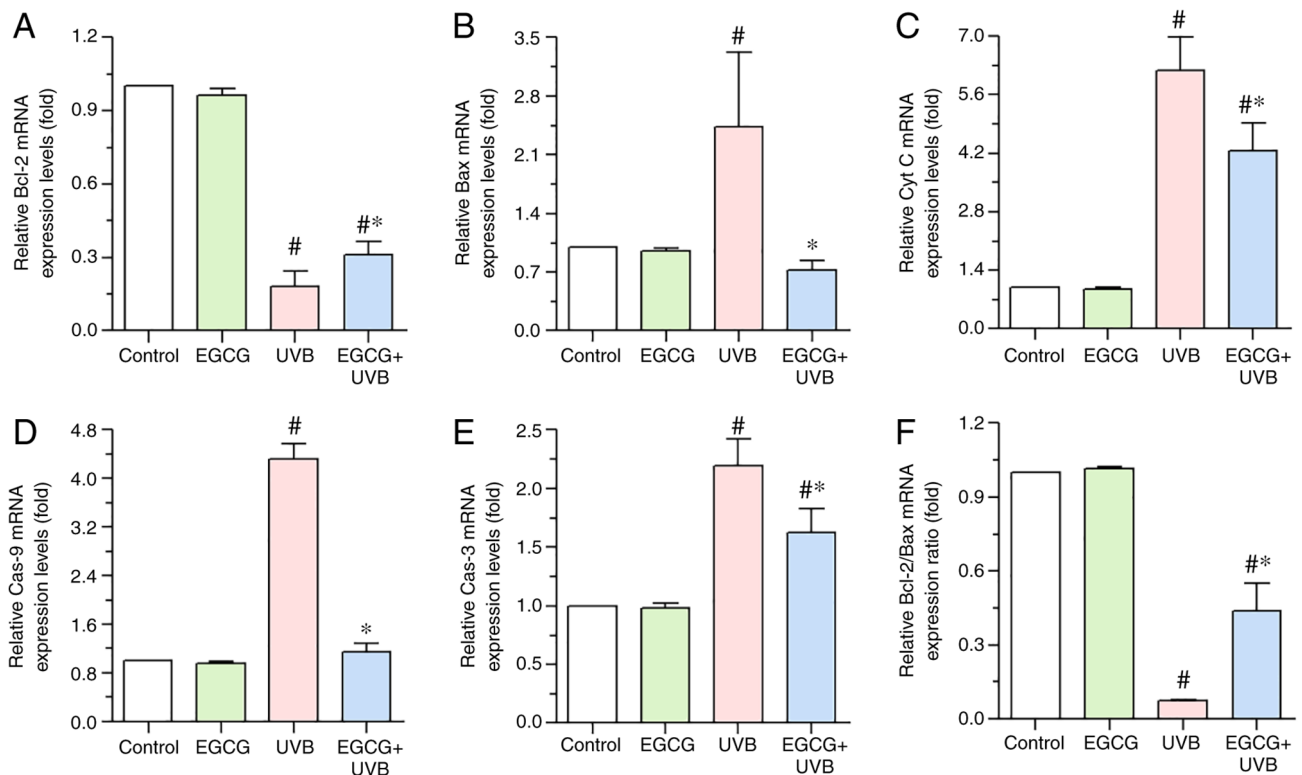 A
Relative Bcl-2 mRNA
expression levels (fold)
1.2
0.9
0.6
0.3
0.0
#
#*
Control
EGCG
UVB
EGCG+
UVB
B
Relative Bax mRNA
expression levels (fold)
3.5
2.8
2.1
1.4
0.7
0.0
#
*
Control
EGCG
UVB
EGCG+
UVB
C
Relative Cyt C mRNA
expression levels (fold)
7.0
5.6
4.2
2.8
1.4
0.0
#
#*
Control
EGCG
UVB
EGCG+
UVB
D
Relative Cas-9 mRNA
expression levels (fold)
4.8
4.0
3.2
2.4
1.6
0.8
0.0
#
*
Control
EGCG
UVB
EGCG+
UVB
E
Relative Cas-3 mRNA
expression levels (fold)
2.5
2.0
1.5
1.0
0.5
0.0
#
#*
Control
EGCG
UVB
EGCG+
UVB
F
Relative Bcl-2/Bax mRNA
expression ratio (fold)
1.2
0.9
0.6
0.3
0.0
#
#*
Control
EGCG
UVB
EGCG+
UVB